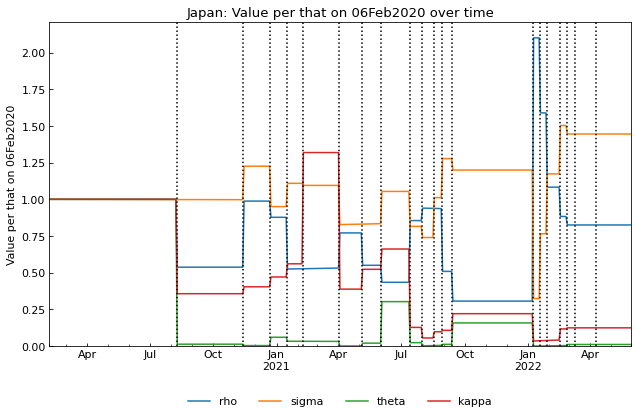 Japan: Value per that on 06Feb2020 over time
Value per that on 06Feb2020
2.00
1.75
1.50
1.25
1.00
0.75
0.50
0.25
0.00
Apr Jul Oct Jan Apr Jul Oct Jan Apr
2021 2022
rho sigma theta kappa